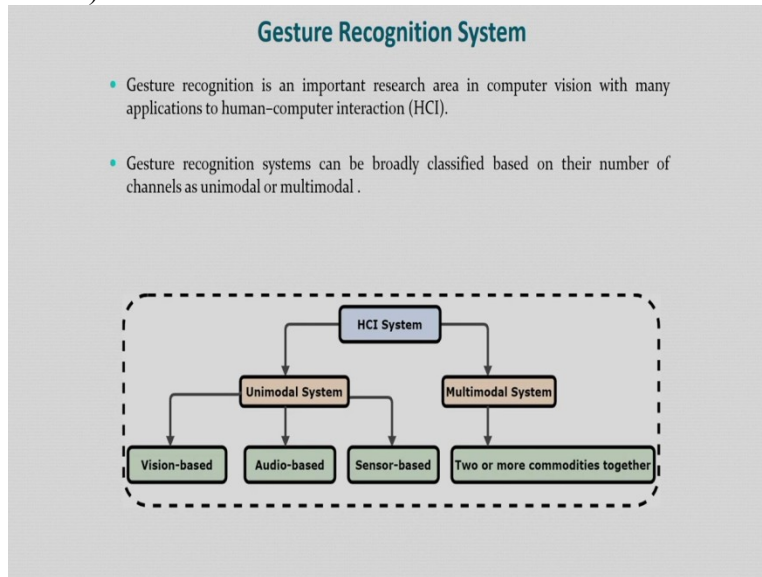 Gesture Recognition System
• Gesture recognition is an important research area in computer vision with many
applications to human–computer interaction (HCI).
• Gesture recognition systems can be broadly classified based on their number of
channels as unimodal or multimodal .
HCI System
Unimodal System
Multimodal System
Vision-based
Audio-based
Sensor-based
Two or more commodities together